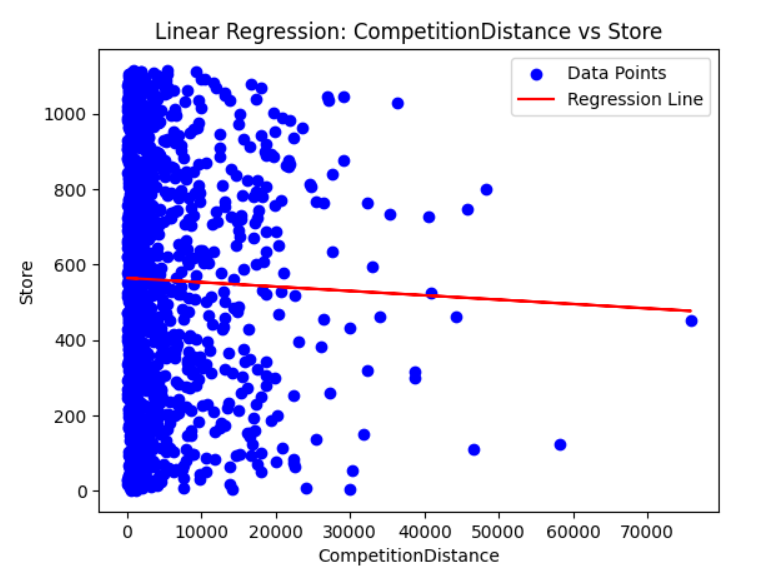 Linear Regression: CompetitionDistance vs Store
Data Points
Regression Line
1000
800
600
400
200
0
Store
0 10000 20000 30000 40000 50000 60000 70000
CompetitionDistance